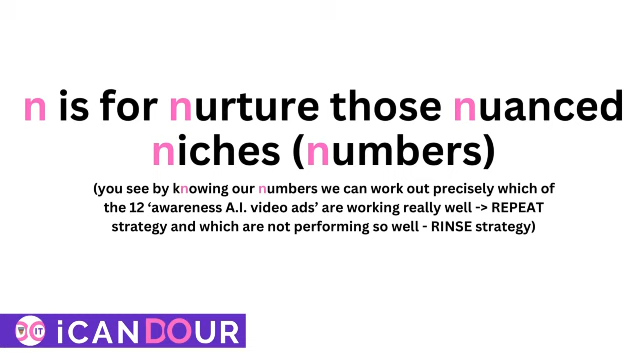 n is for nurture those nuanced
niches (numbers)
(you see by knowing our numbers we can work out precisely which of
the 12 ‘awareness A.I. video ads’ are working really well -> REPEAT
strategy and which are not performing so well - RINSE strategy)
IT
iCANDOUR